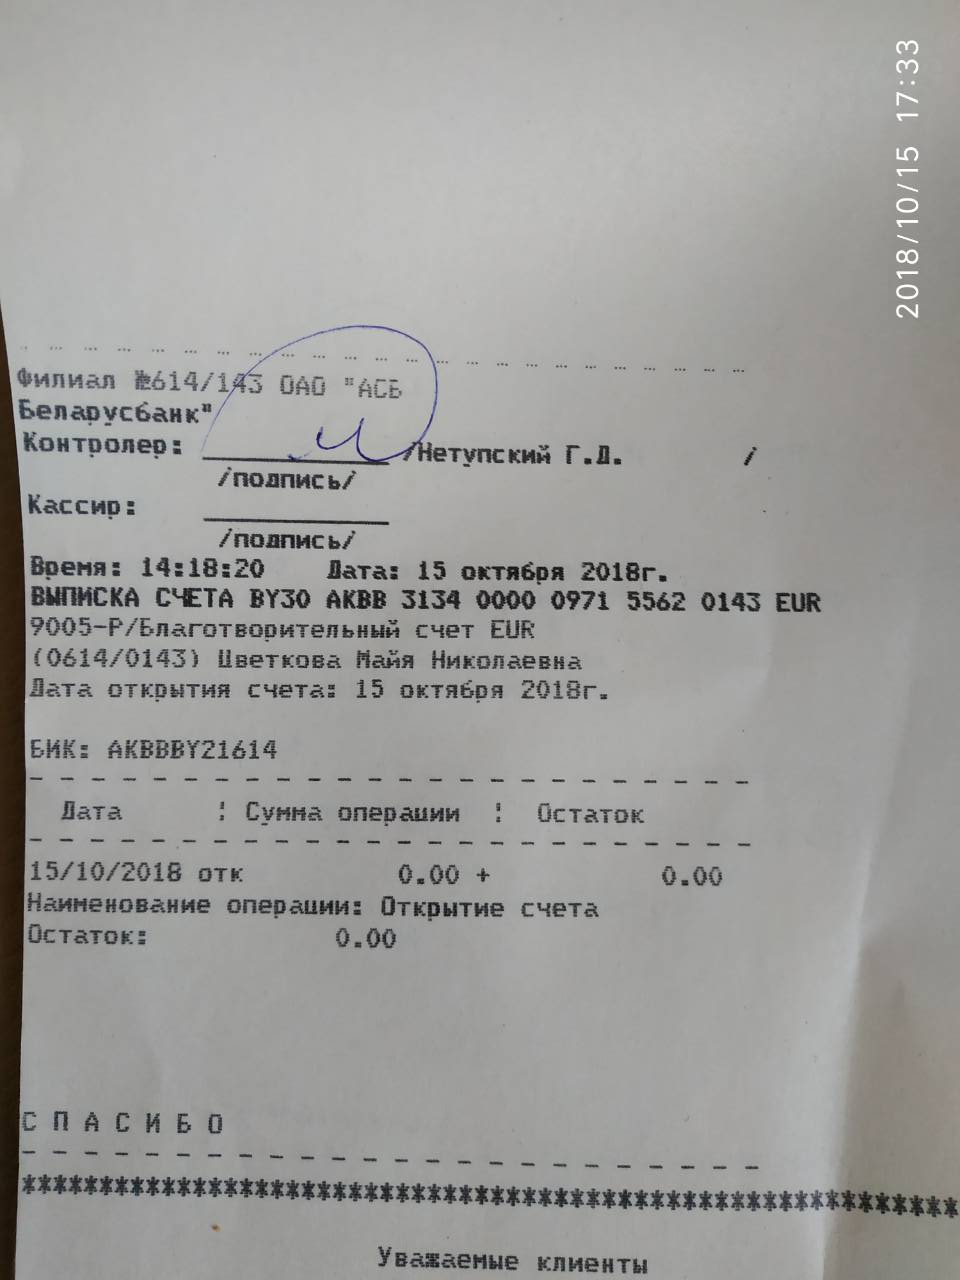 2018/10/15 17:33
Филиал №614/143 ОАО "АСБ
Беларусбанк"
Контролер: /Нетупский Г.Д. /
/подпись/
Кассир:
/подпись/
Время: 14:18:20 Дата: 15 октября 2018г.
ВЫПИСКА СЧЕТА BY30 AKBB 3134 0000 0971 5562 0143 EUR
9005-Р/Благотворительный счет EUR
(0614/0143) Цветкова Майя Николаевна
Дата открытия счета: 15 октября 2018г.
БИК: AKBBBY21614
Дата ¦ Сумма операции ¦ Остаток
15/10/2018 отк 0.00 + 0.00
Наименование операции: Открытие счета
Остаток: 0.00
С П А С И Б О
*************************************************************
Уважаемые клиенты